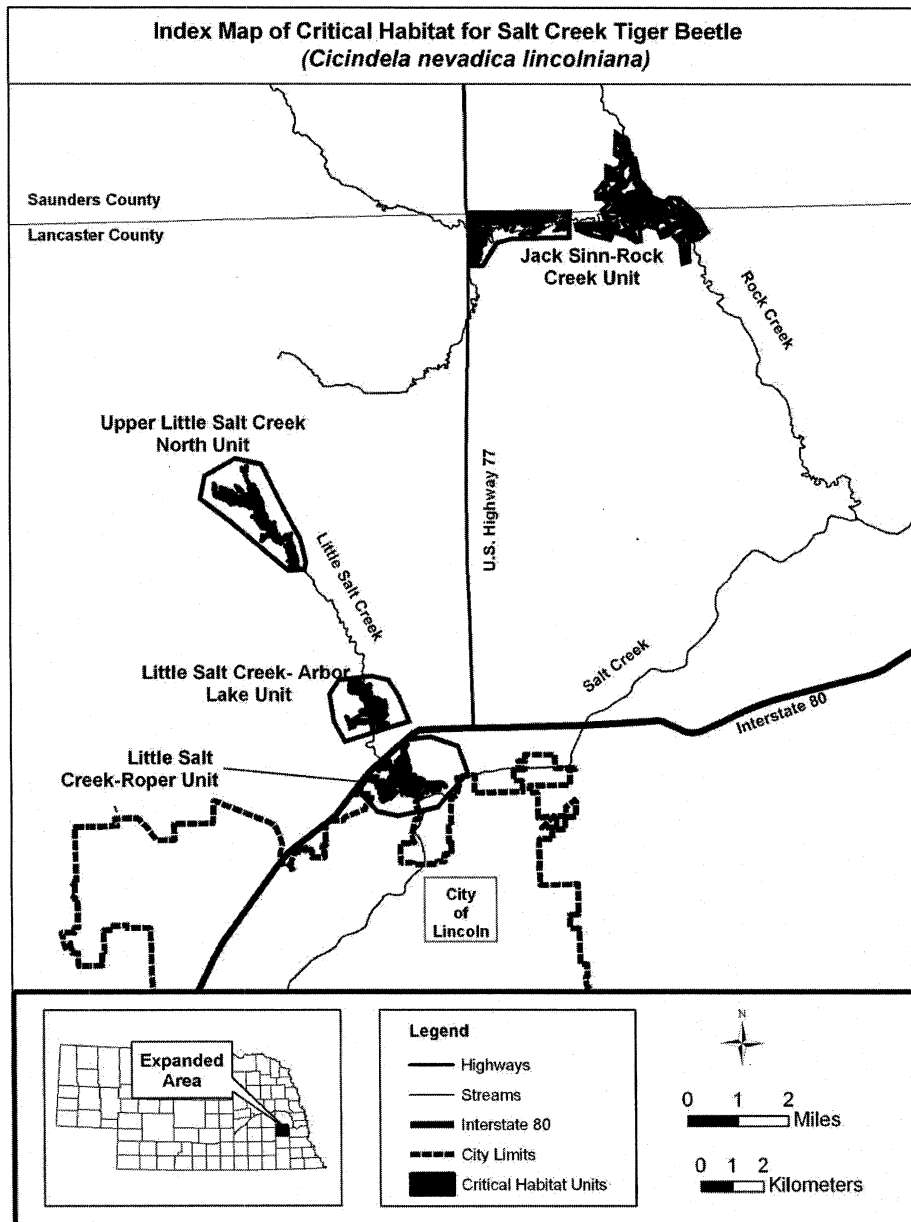 Index Map of Critical Habitat for Salt Creek Tiger Beetle
(Cicindela nevadica lincolniana)
Saunders County
Lancaster County
Jack Sinn-Rock
Creek Unit
Rock Creek
Upper Little Salt Creek
North Unit
U.S. Highway 77
Little Salt Creek
Little Salt Creek- Arbor
Lake Unit
Salt Creek
Interstate 80
Little Salt
Creek-Roper Unit
City
of
Lincoln
Expanded
Area
Legend
Highways
Streams
Interstate 80
City Limits
Critical Habitat Units
N
0 1 2
Miles
0 1 2
Kilometers